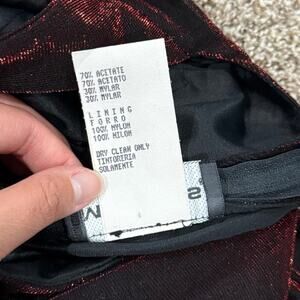 70% ACETATE
70% ACETATO
30% MYLAR
30% MYLAR
LINING
FORRO
100% NYLON
100% NILON
DRY CLEAN ONLY
TINTORERIA
SOLAMENTE
M
2